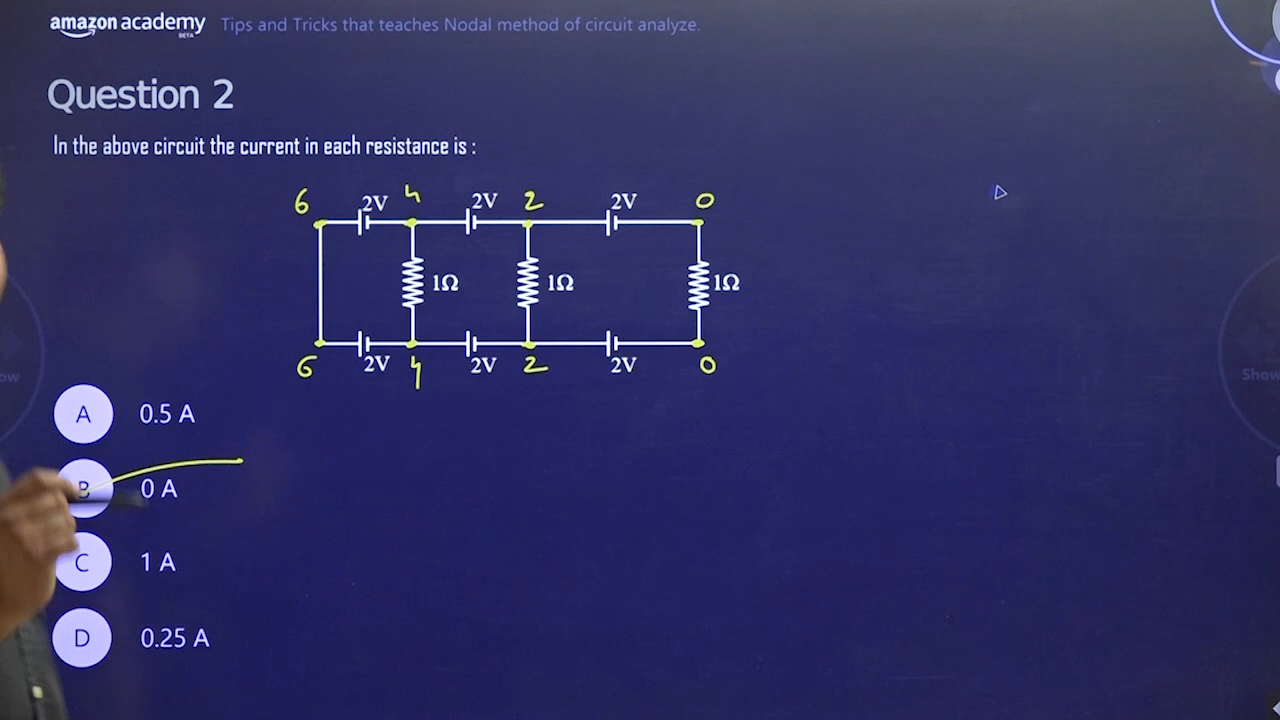 amazon academy
BETA
Tips and Tricks that teaches Nodal method of circuit analyze.
Question 2
In the above circuit the current in each resistance is :
6 2V 4 2V 2 2V 0
1Ω 1Ω 1Ω
6 2V 4 2V 2 2V 0
A 0.5 A
B 0 A
C 1 A
D 0.25 A
ow
Show